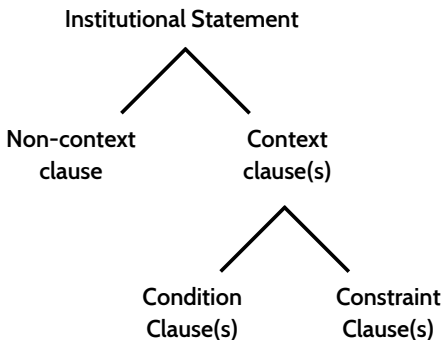 Institutional Statement
Non-context
clause
Context
clause(s)
Condition
Clause(s)
Constraint
Clause(s)